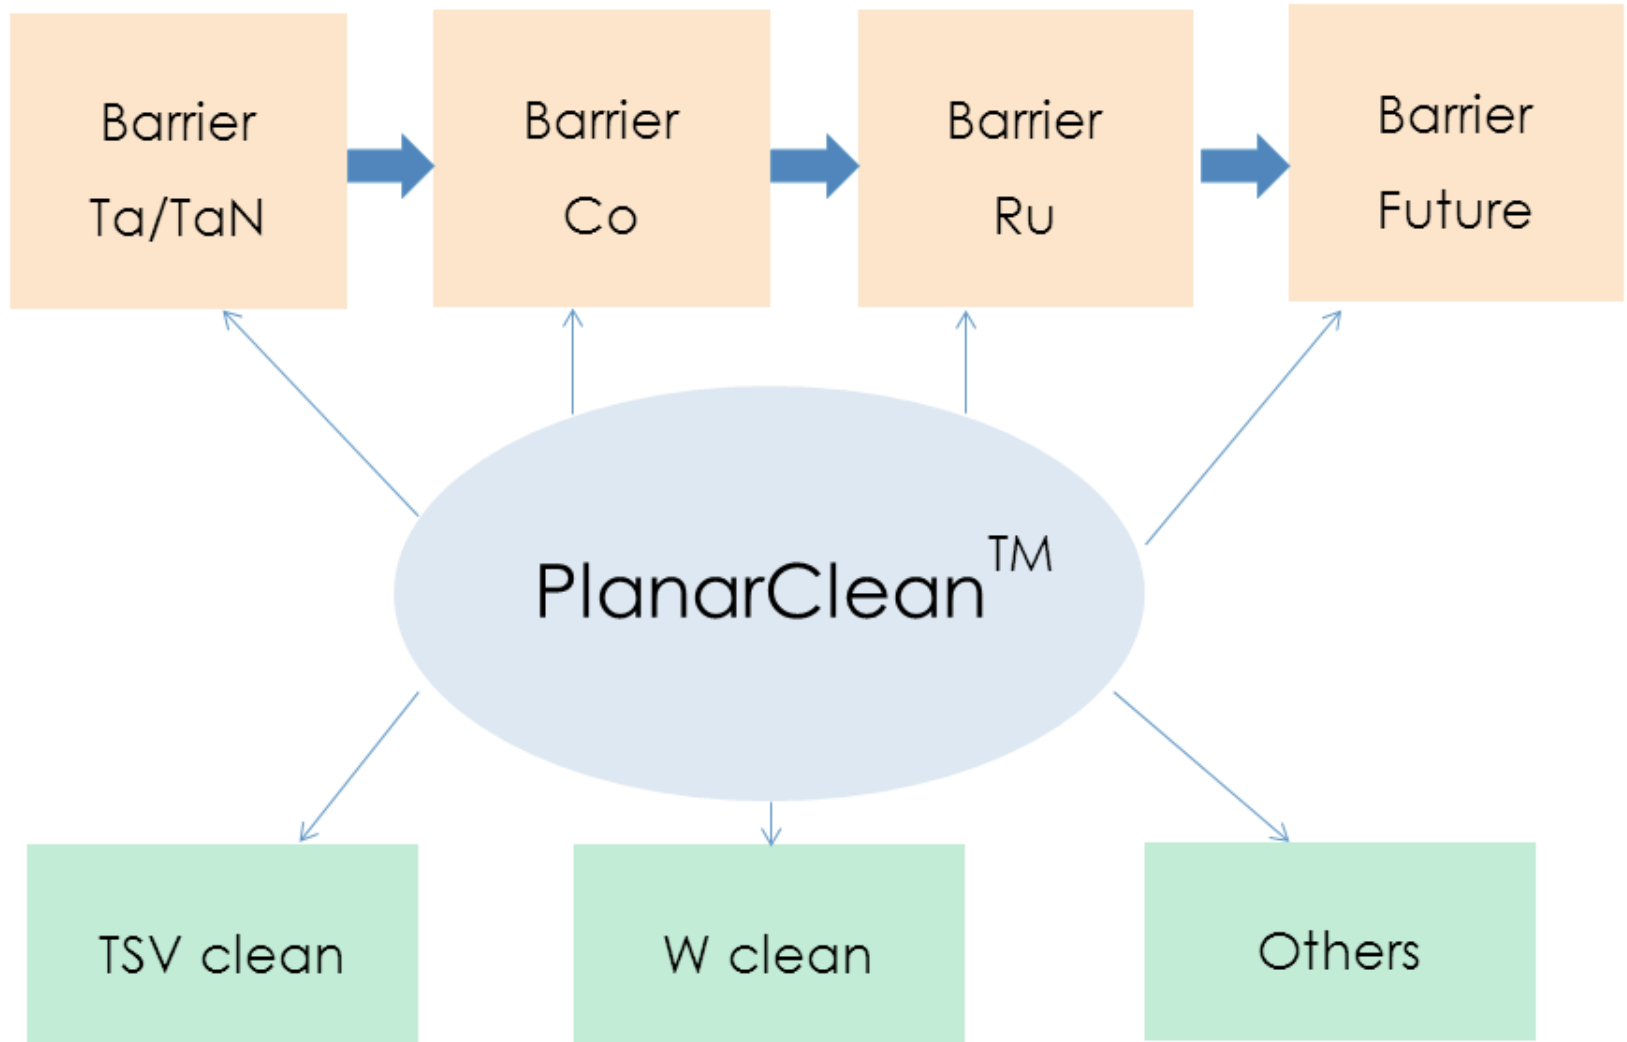 Barrier
Ta/TaN
Barrier
Co
Barrier
Ru
Barrier
Future
PlanarClean™
TSV clean
W clean
Others